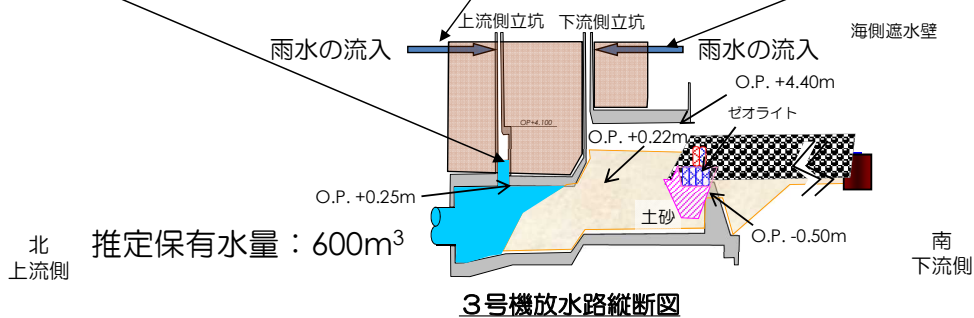 上流側立坑
下流側立坑
海側遮水壁
雨水の流入
雨水の流入
O.P. +4.40m
ゼオライト
OP+4.100
O.P. +0.22m
O.P. +0.25m
土砂
O.P. -0.50m
北
上流側
推定保有水量：600m³
南
下流側
３号機放水路縦断図